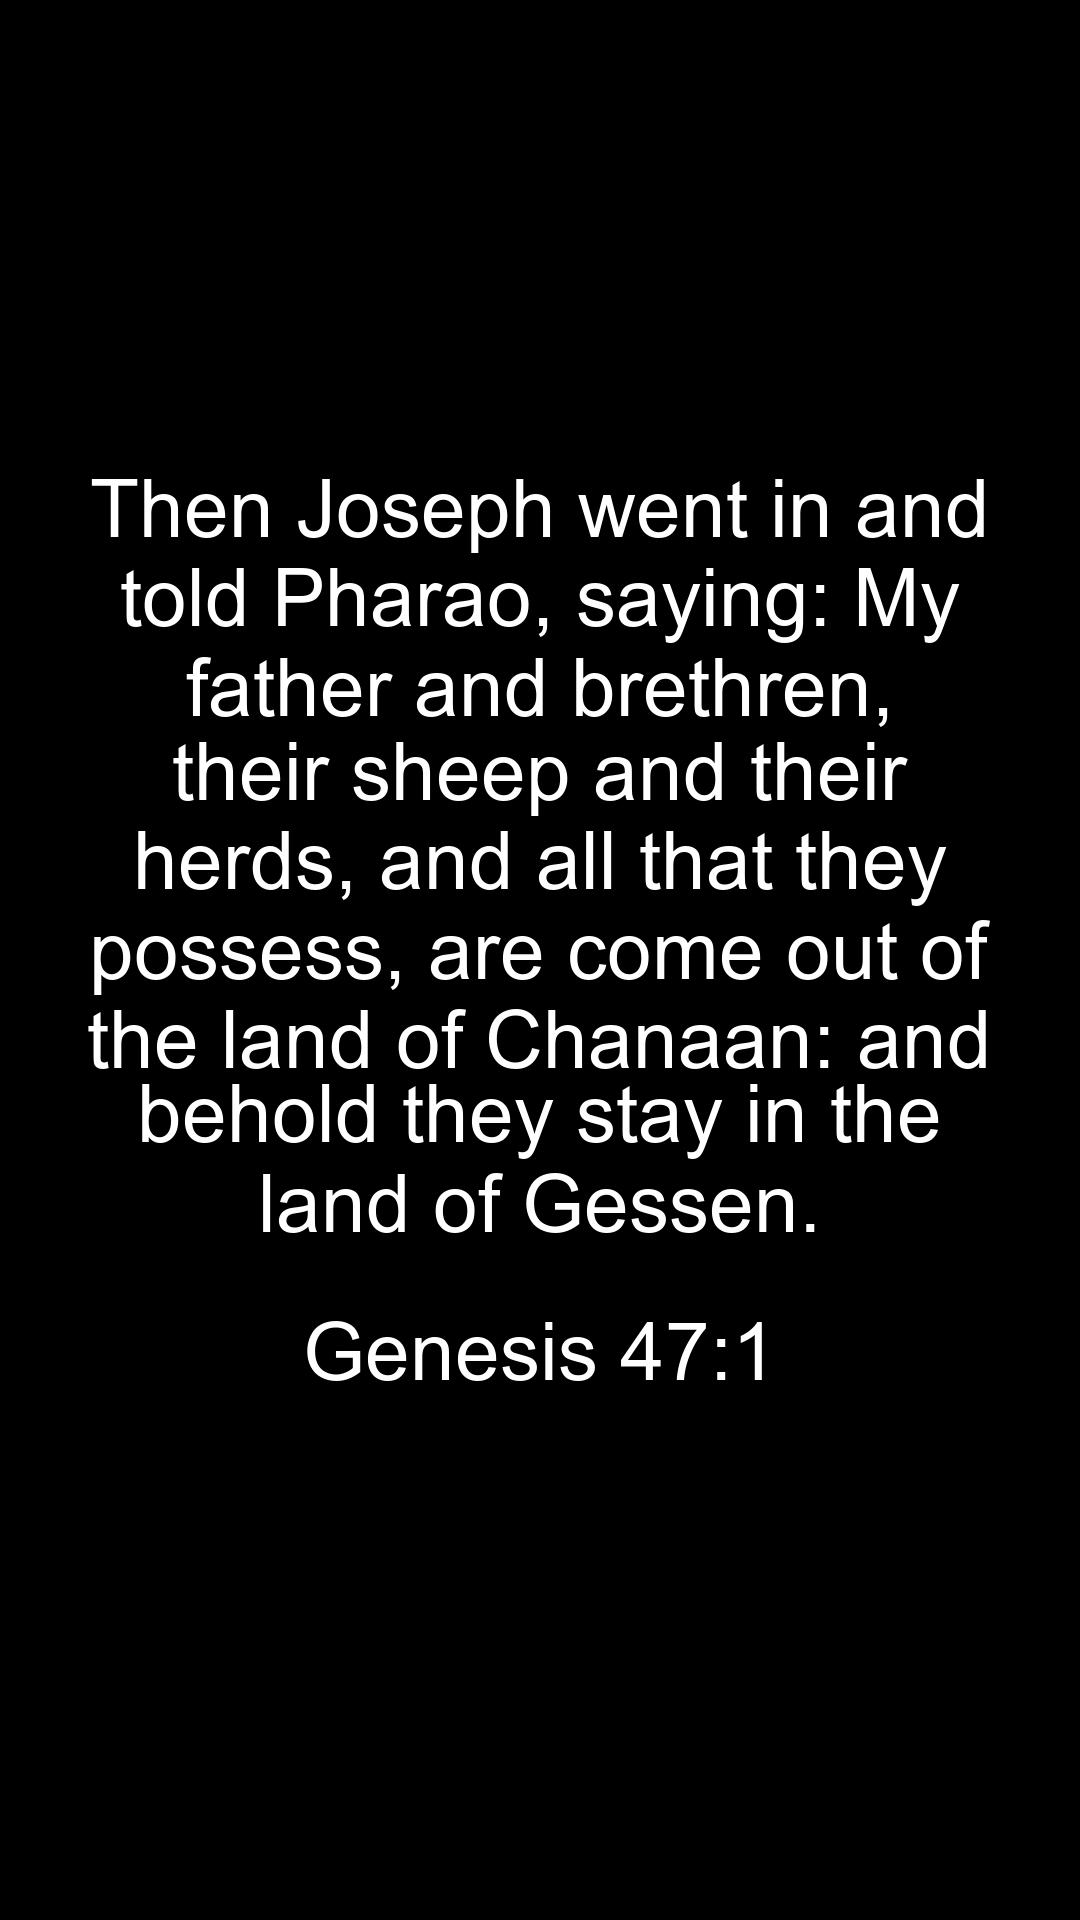 Then Joseph went in and
told Pharao, saying: My
father and brethren,
their sheep and their
herds, and all that they
possess, are come out of
the land of Chanaan: and
behold they stay in the
land of Gessen.
Genesis 47:1